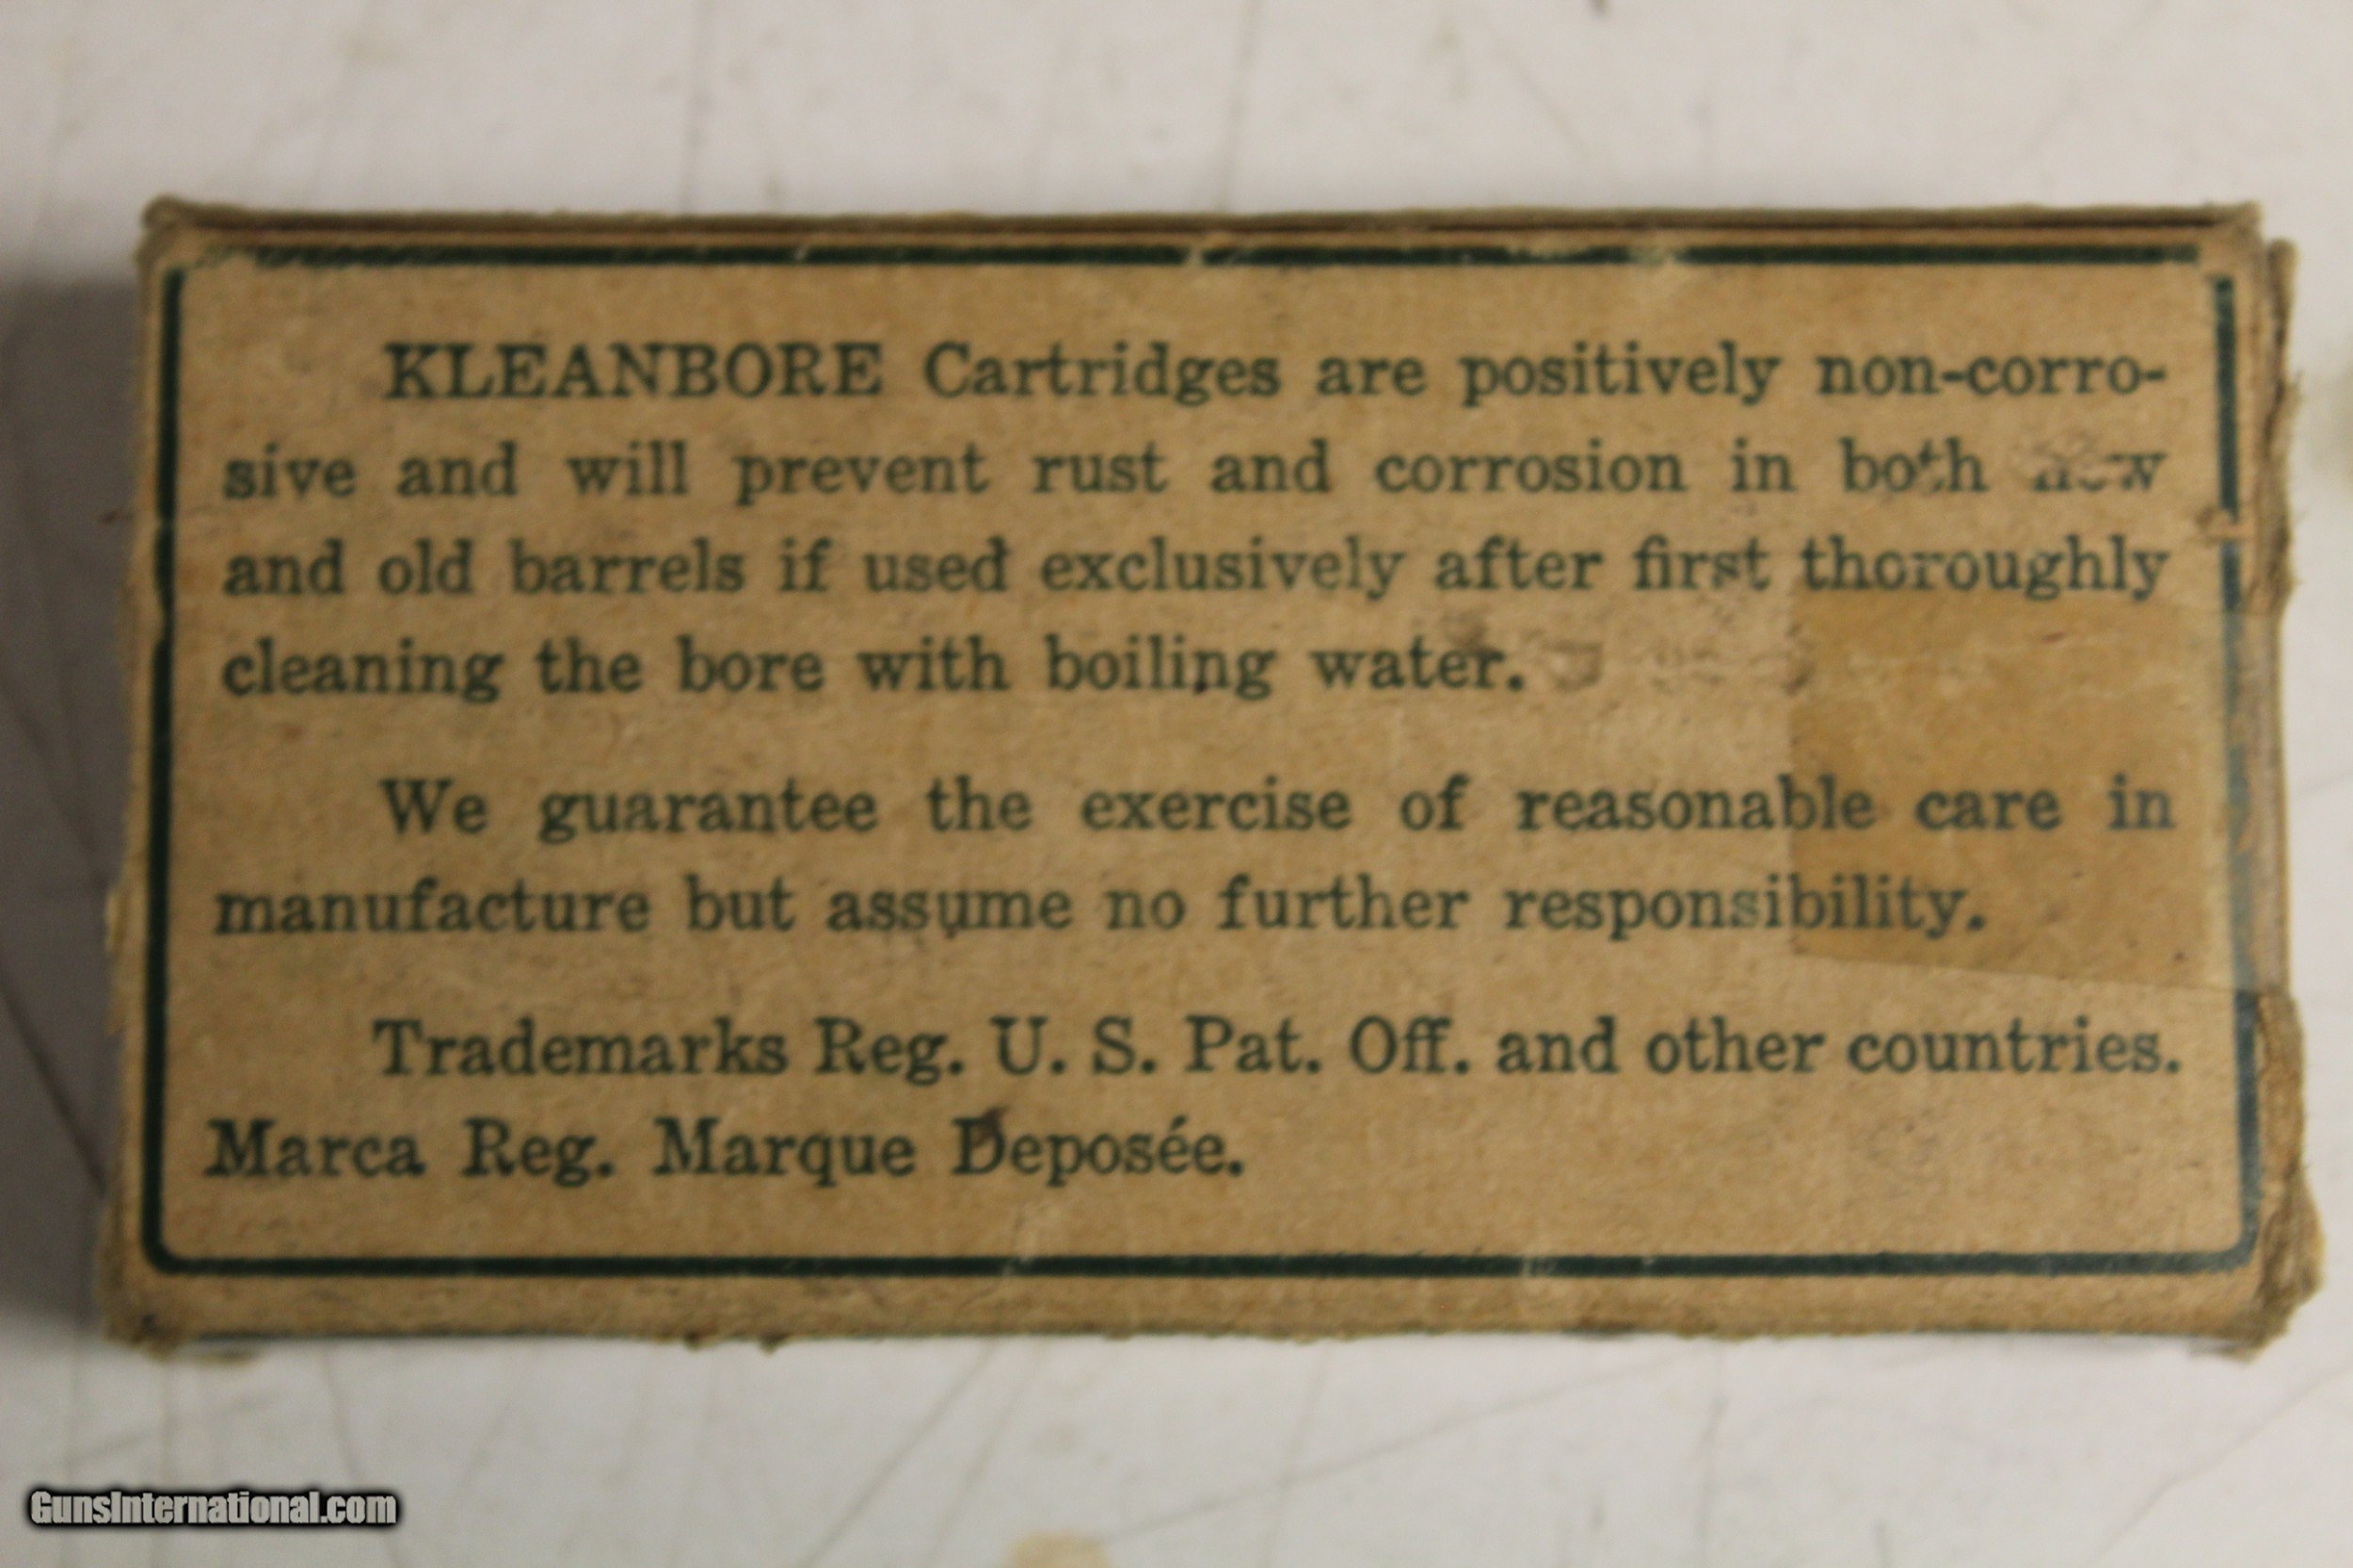 KLEANBORE Cartridges are positively non-corro-
sive and will prevent rust and corrosion in both new
and old barrels if used exclusively after first thoroughly
cleaning the bore with boiling water.
We guarantee the exercise of reasonable care in
manufacture but assume no further responsibility.
Trademarks Reg. U. S. Pat. Off. and other countries.
Marca Reg. Marque Deposée.
GunsInternational.com